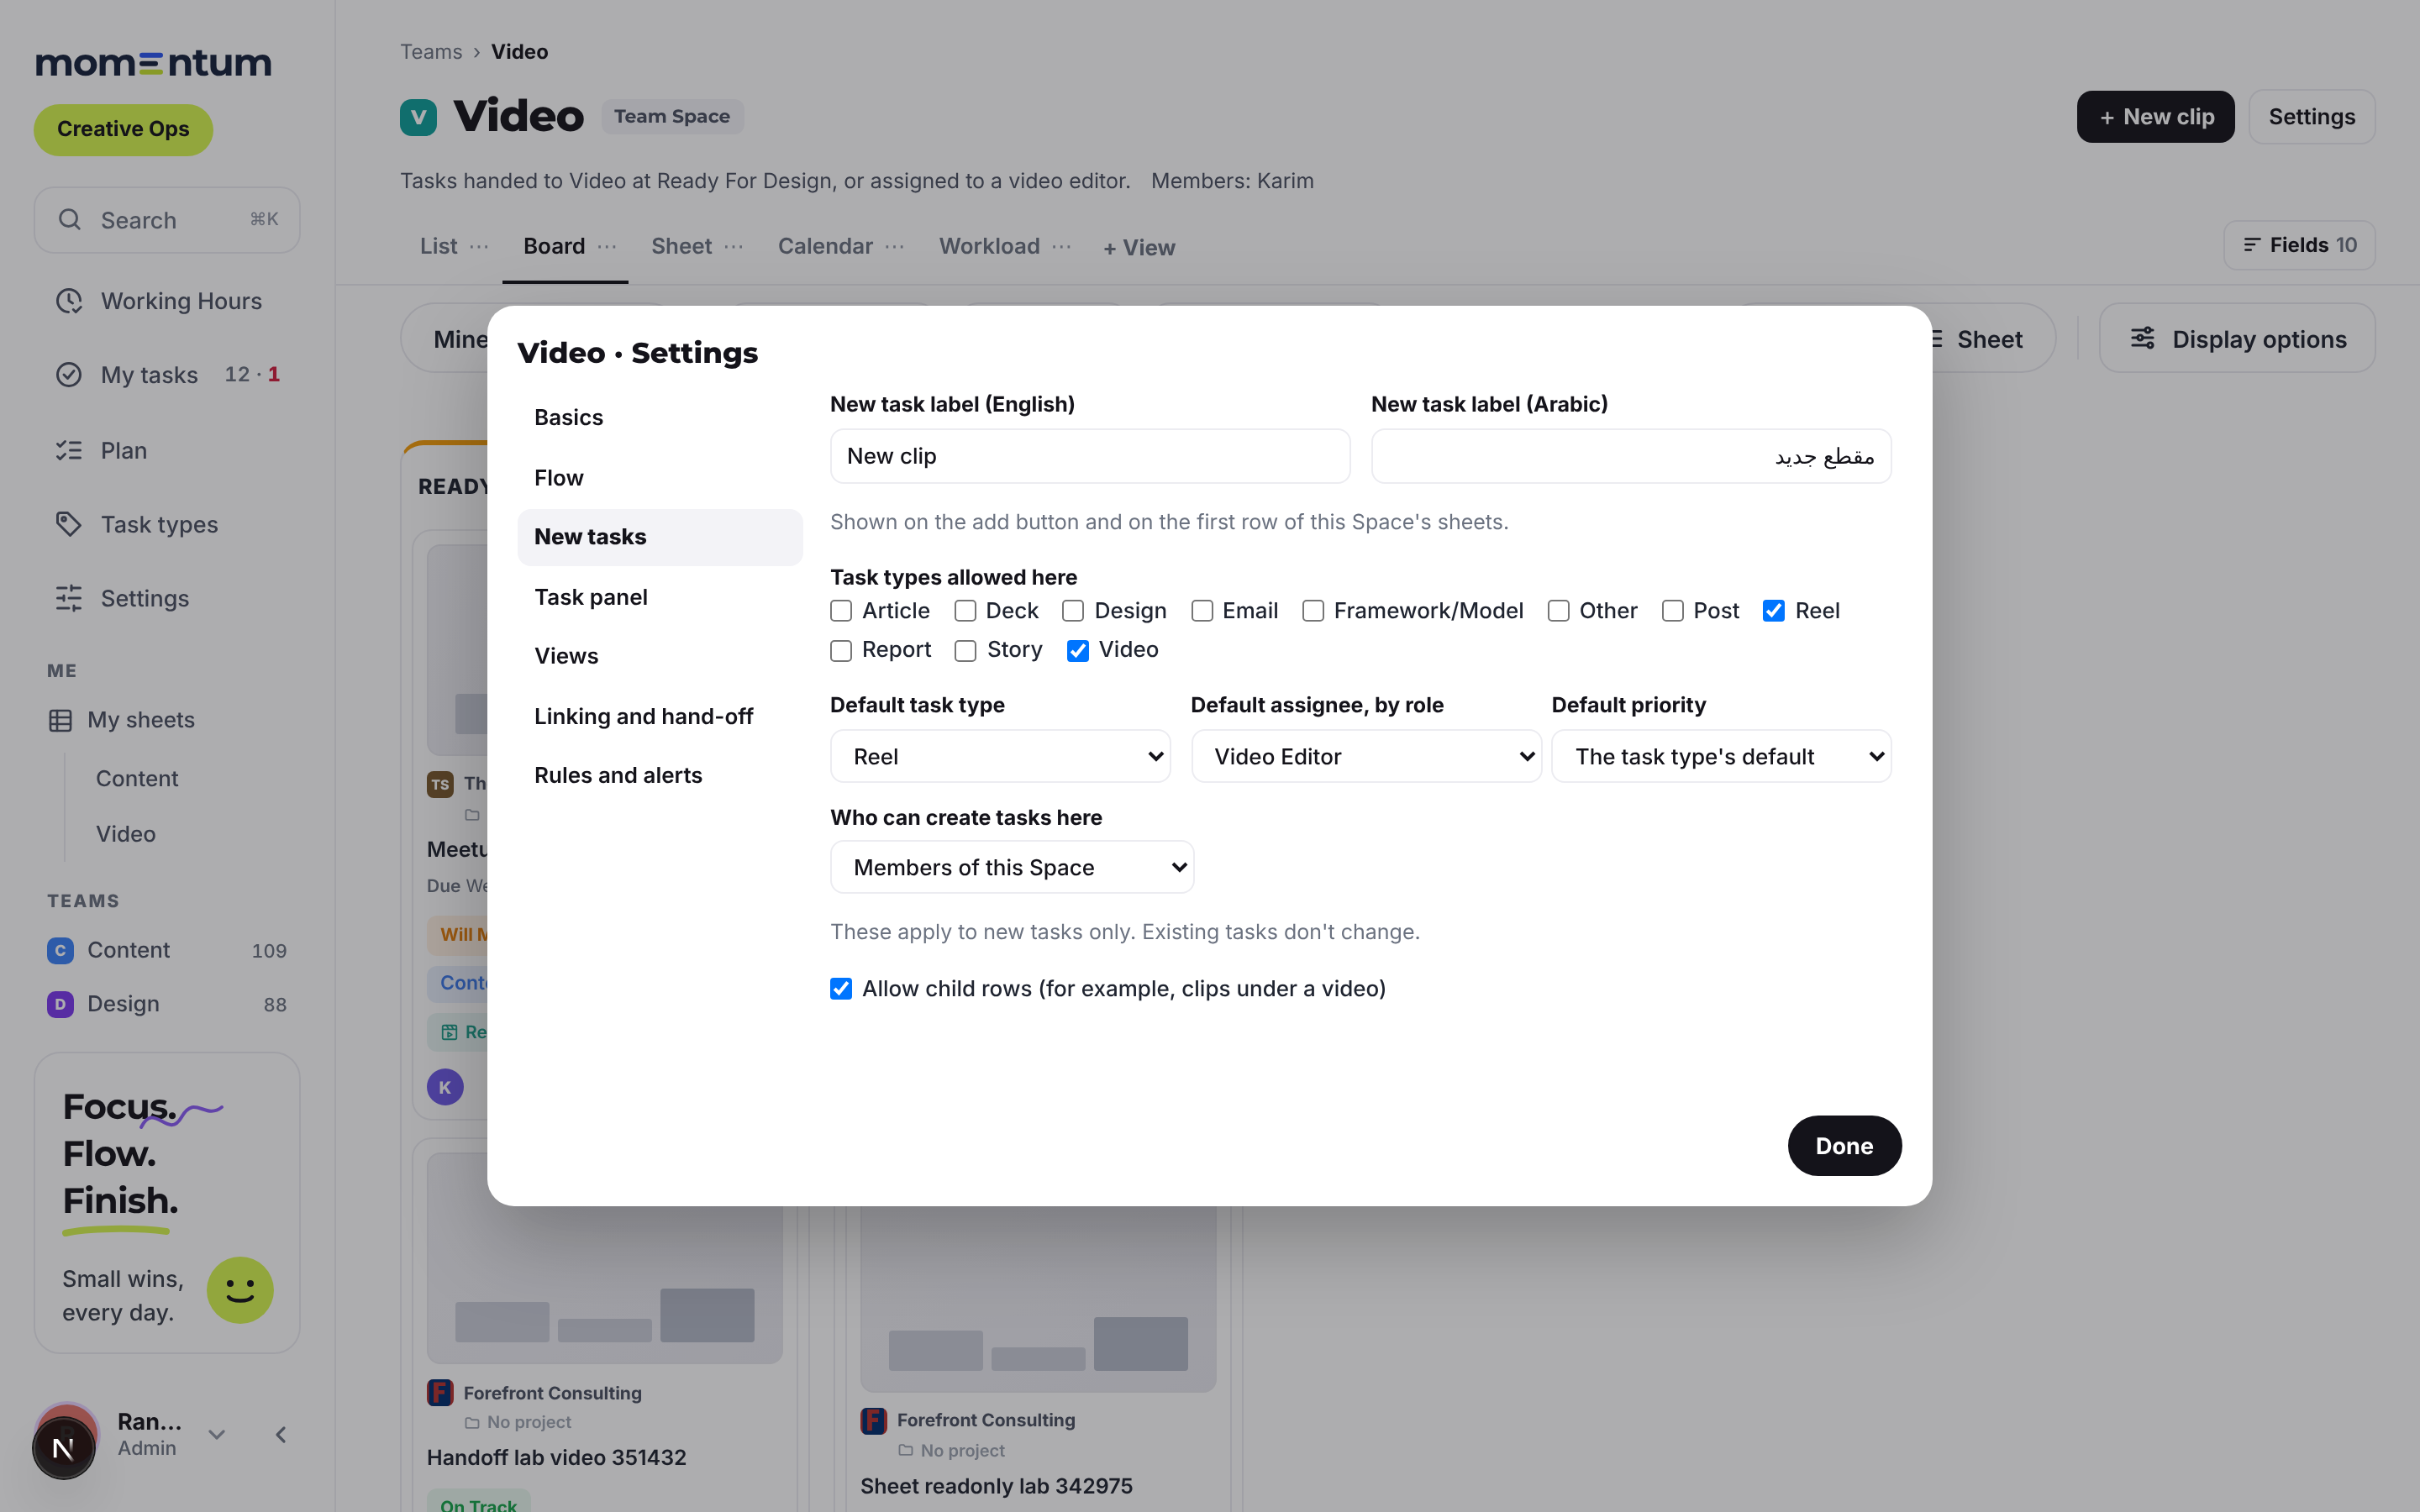 momentum
Creative Ops
Search ⌘K
Working Hours
My tasks 12 · 1
Plan
Task types
Settings
ME
My sheets
Content
Video
TEAMS
C Content 109
D Design 88
Focus.
Flow.
Finish.
Small wins,
every day.
N
Ran...
Admin
Teams › Video
V Video Team Space
+ New clip Settings
Tasks handed to Video at Ready For Design, or assigned to a video editor. Members: Karim
List ··· Board ··· Sheet ··· Calendar ··· Workload ··· + View
Fields 10
Mine
Sheet Display options
READY
TS Th
Meetu
Due We
Will M
Conte
Re
K
Forefront Consulting
No project
Handoff lab video 351432
On Track
Forefront Consulting
No project
Sheet readonly lab 342975
Video · Settings
Basics
Flow
New tasks
Task panel
Views
Linking and hand-off
Rules and alerts
New task label (English) New task label (Arabic)
New clip مقطع جديد
Shown on the add button and on the first row of this Space's sheets.
Task types allowed here
Article Deck Design Email Framework/Model Other Post Reel
Report Story Video
Default task type Default assignee, by role Default priority
Reel Video Editor The task type's default
Who can create tasks here
Members of this Space
These apply to new tasks only. Existing tasks don't change.
Allow child rows (for example, clips under a video)
Done